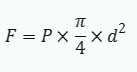 F = P × π/4 × d²